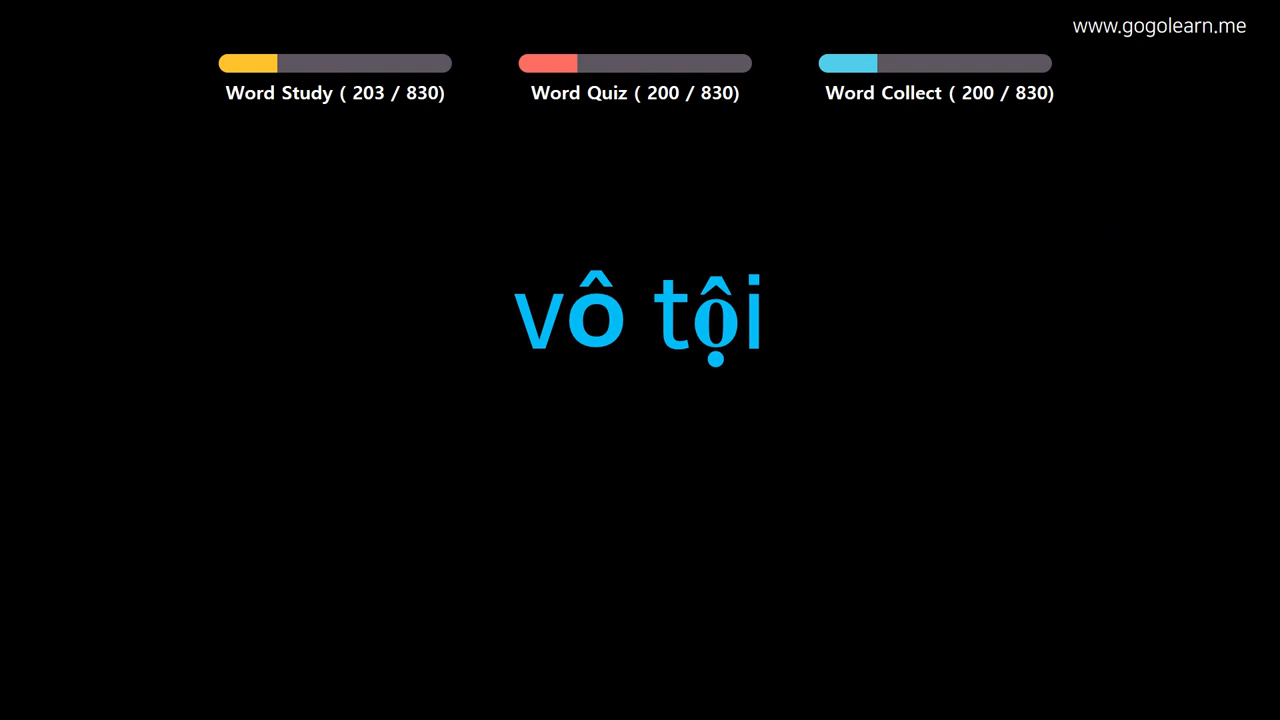 www.gogolearn.me
Word Study ( 203 / 830)
Word Quiz ( 200 / 830)
Word Collect ( 200 / 830)
vô tội